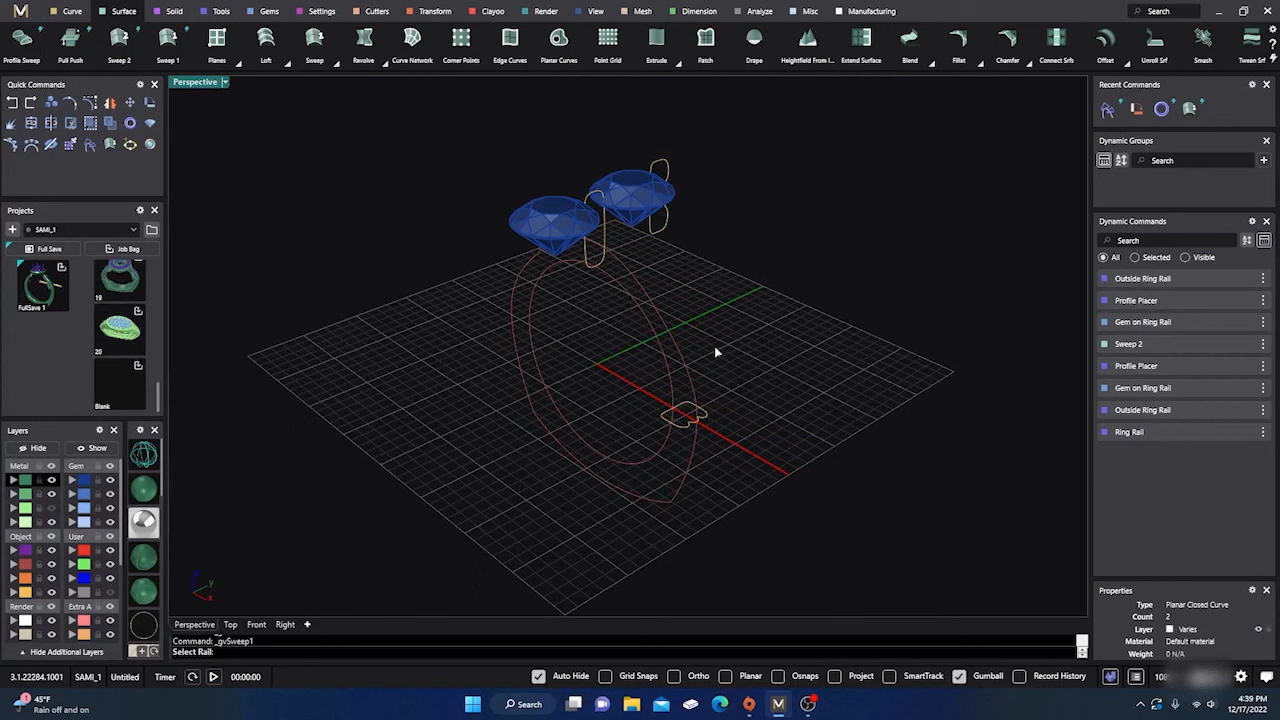 Curve Surface Solid Tools Gems Settings Cutters Transform Clayoo Render View Mesh Dimension Analyze Misc Manufacturing Search
Profile Sweep Pull Push Sweep 2 Sweep 1 Planes Loft Sweep Revolve Curve Network Corner Points Edge Curves Planar Curves Point Grid Extrude Patch Drape Heightfield From I... Extend Surface Blend Fillet Chamfer Connect Srfs Offset Unroll Srf Smash Tween Srf
Quick Commands
Perspective
Recent Commands
Dynamic Groups
Search
Projects
SAMI_1
Full Save Job Bag
FullSave 1
19
20
Blank
Dynamic Commands
Search
All Selected Visible
Outside Ring Rail
Profile Placer
Gem on Ring Rail
Sweep 2
Profile Placer
Gem on Ring Rail
Outside Ring Rail
Ring Rail
Layers
Hide Show
Metal Gem
Object User
Render Extra A
Hide Additional Layers
z
y
x
Properties
Type Planar Closed Curve
Count 2
Layer Varies
Material Default material
Weight 0 N/A
Perspective Top Front Right
Command: _gvSweep1
Select Rail:
3.1.22284.1001 SAMI_1 Untitled Timer 00:00:00 Auto Hide Grid Snaps Ortho Planar Osnaps Project SmartTrack Gumball Record History
45°F
Rain off and on
Search
4:39 PM
12/17/2022